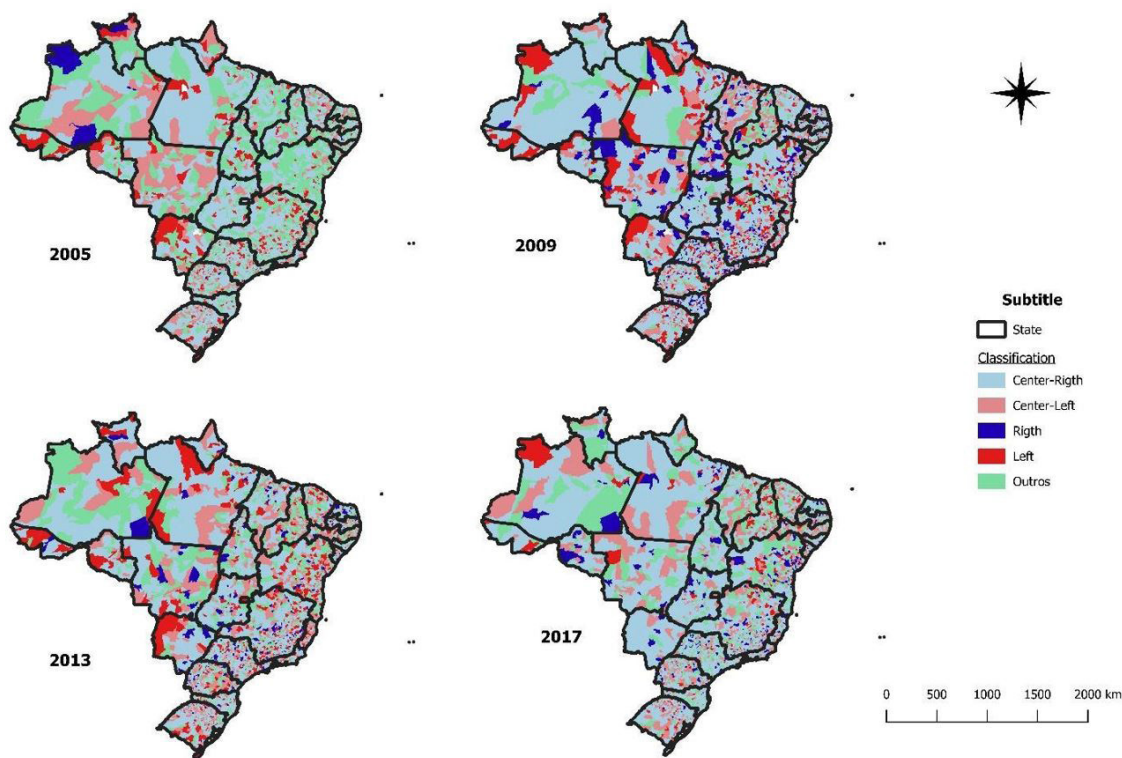 2005
2009
2013
2017
Subtitle
State
Classification
Center-Rigth
Center-Left
Rigth
Left
Outros
0 500 1000 1500 2000 km